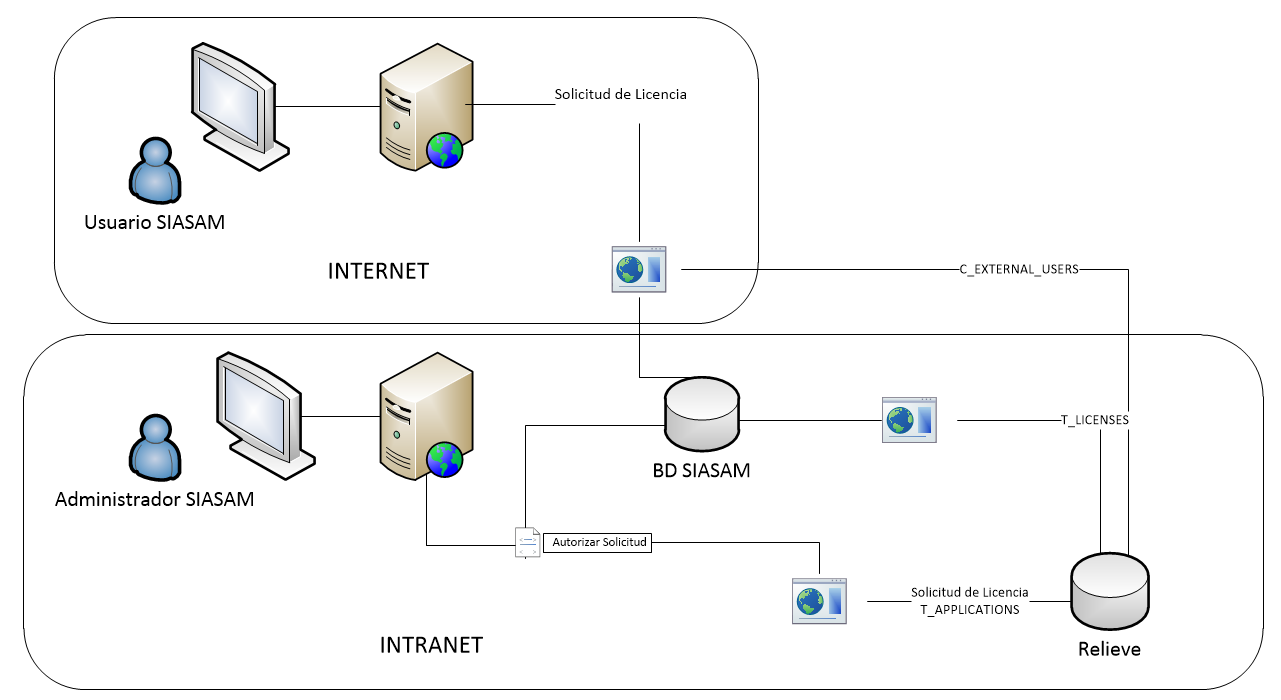 Solicitud de Licencia
Usuario SIASAM
INTERNET
C_EXTERNAL_USERS
T_LICENSES
BD SIASAM
Administrador SIASAM
Autorizar Solicitud
Solicitud de Licencia
T_APPLICATIONS
INTRANET
Relieve